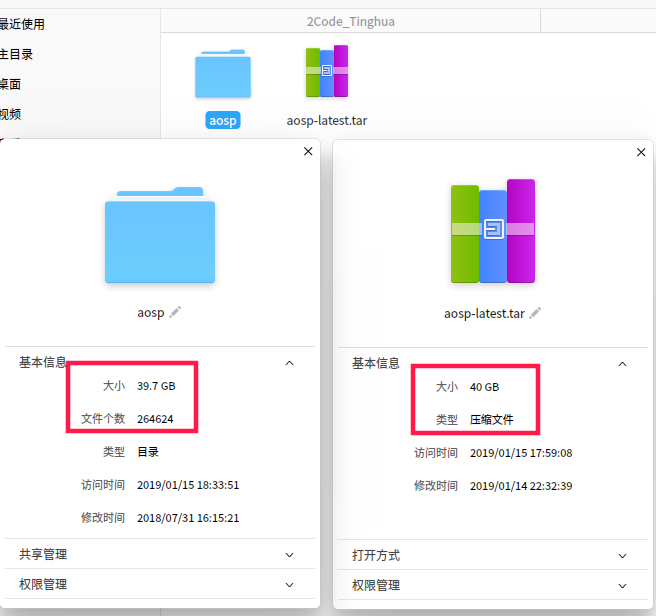 最近使用
2Code_Tinghua
主目录
桌面
视频
aosp
aosp-latest.tar
aosp
基本信息
大小 39.7 GB
文件个数 264624
类型 目录
访问时间 2019/01/15 18:33:51
修改时间 2018/07/31 16:15:21
共享管理
权限管理
aosp-latest.tar
基本信息
大小 40 GB
类型 压缩文件
访问时间 2019/01/15 17:59:08
修改时间 2019/01/14 22:32:39
打开方式
权限管理